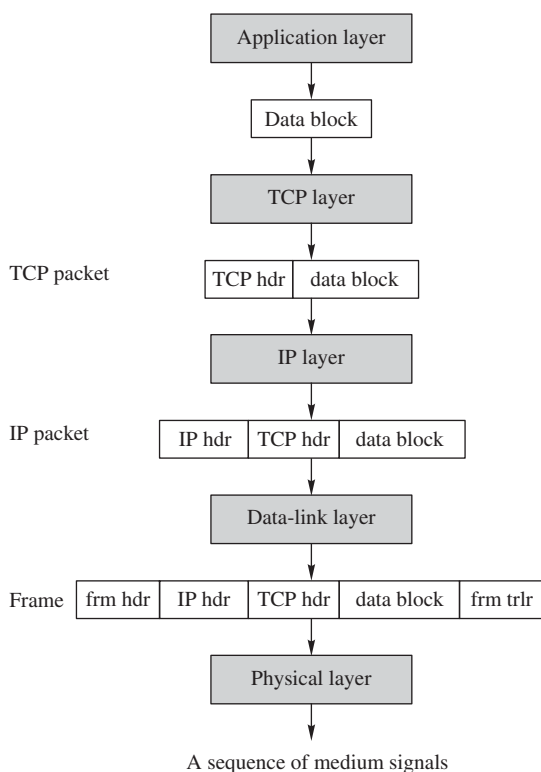 Application layer
Data block
TCP layer
TCP packet
TCP hdr data block
IP layer
IP packet
IP hdr TCP hdr data block
Data-link layer
Frame
frm hdr IP hdr TCP hdr data block frm trlr
Physical layer
A sequence of medium signals